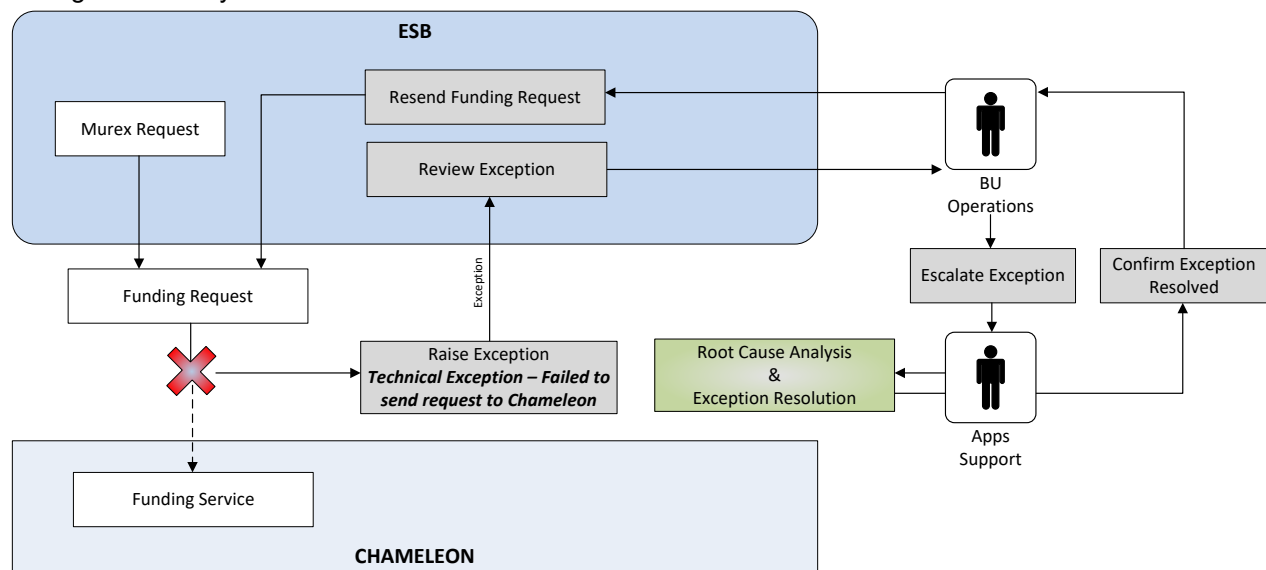 ESB
Resend Funding Request
Murex Request
Review Exception
BU
Operations
Exception
Escalate Exception
Confirm Exception
Resolved
Funding Request
Raise Exception
Technical Exception – Failed to
send request to Chameleon
Root Cause Analysis
&
Exception Resolution
Apps
Support
Funding Service
CHAMELEON